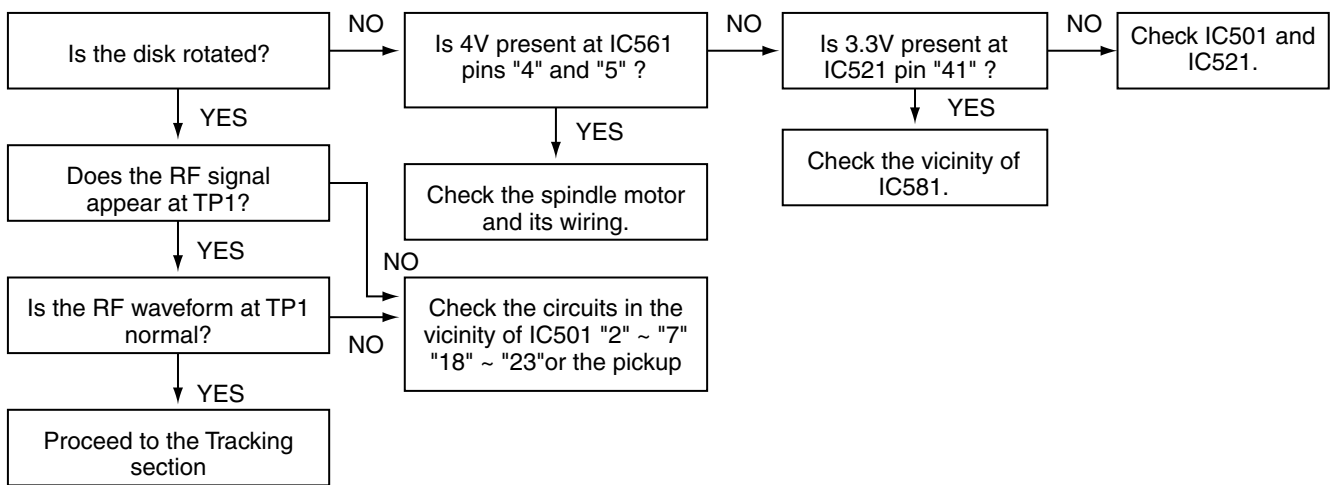 Is the disk rotated?
NO
Is 4V present at IC561
pins "4" and "5" ?
NO
Is 3.3V present at
IC521 pin "41" ?
NO
Check IC501 and
IC521.
YES
YES
YES
Does the RF signal
appear at TP1?
Check the spindle motor
and its wiring.
Check the vicinity of
IC581.
YES
NO
Is the RF waveform at TP1
normal?
NO
Check the circuits in the
vicinity of IC501 "2" ~ "7"
"18" ~ "23"or the pickup
YES
Proceed to the Tracking
section